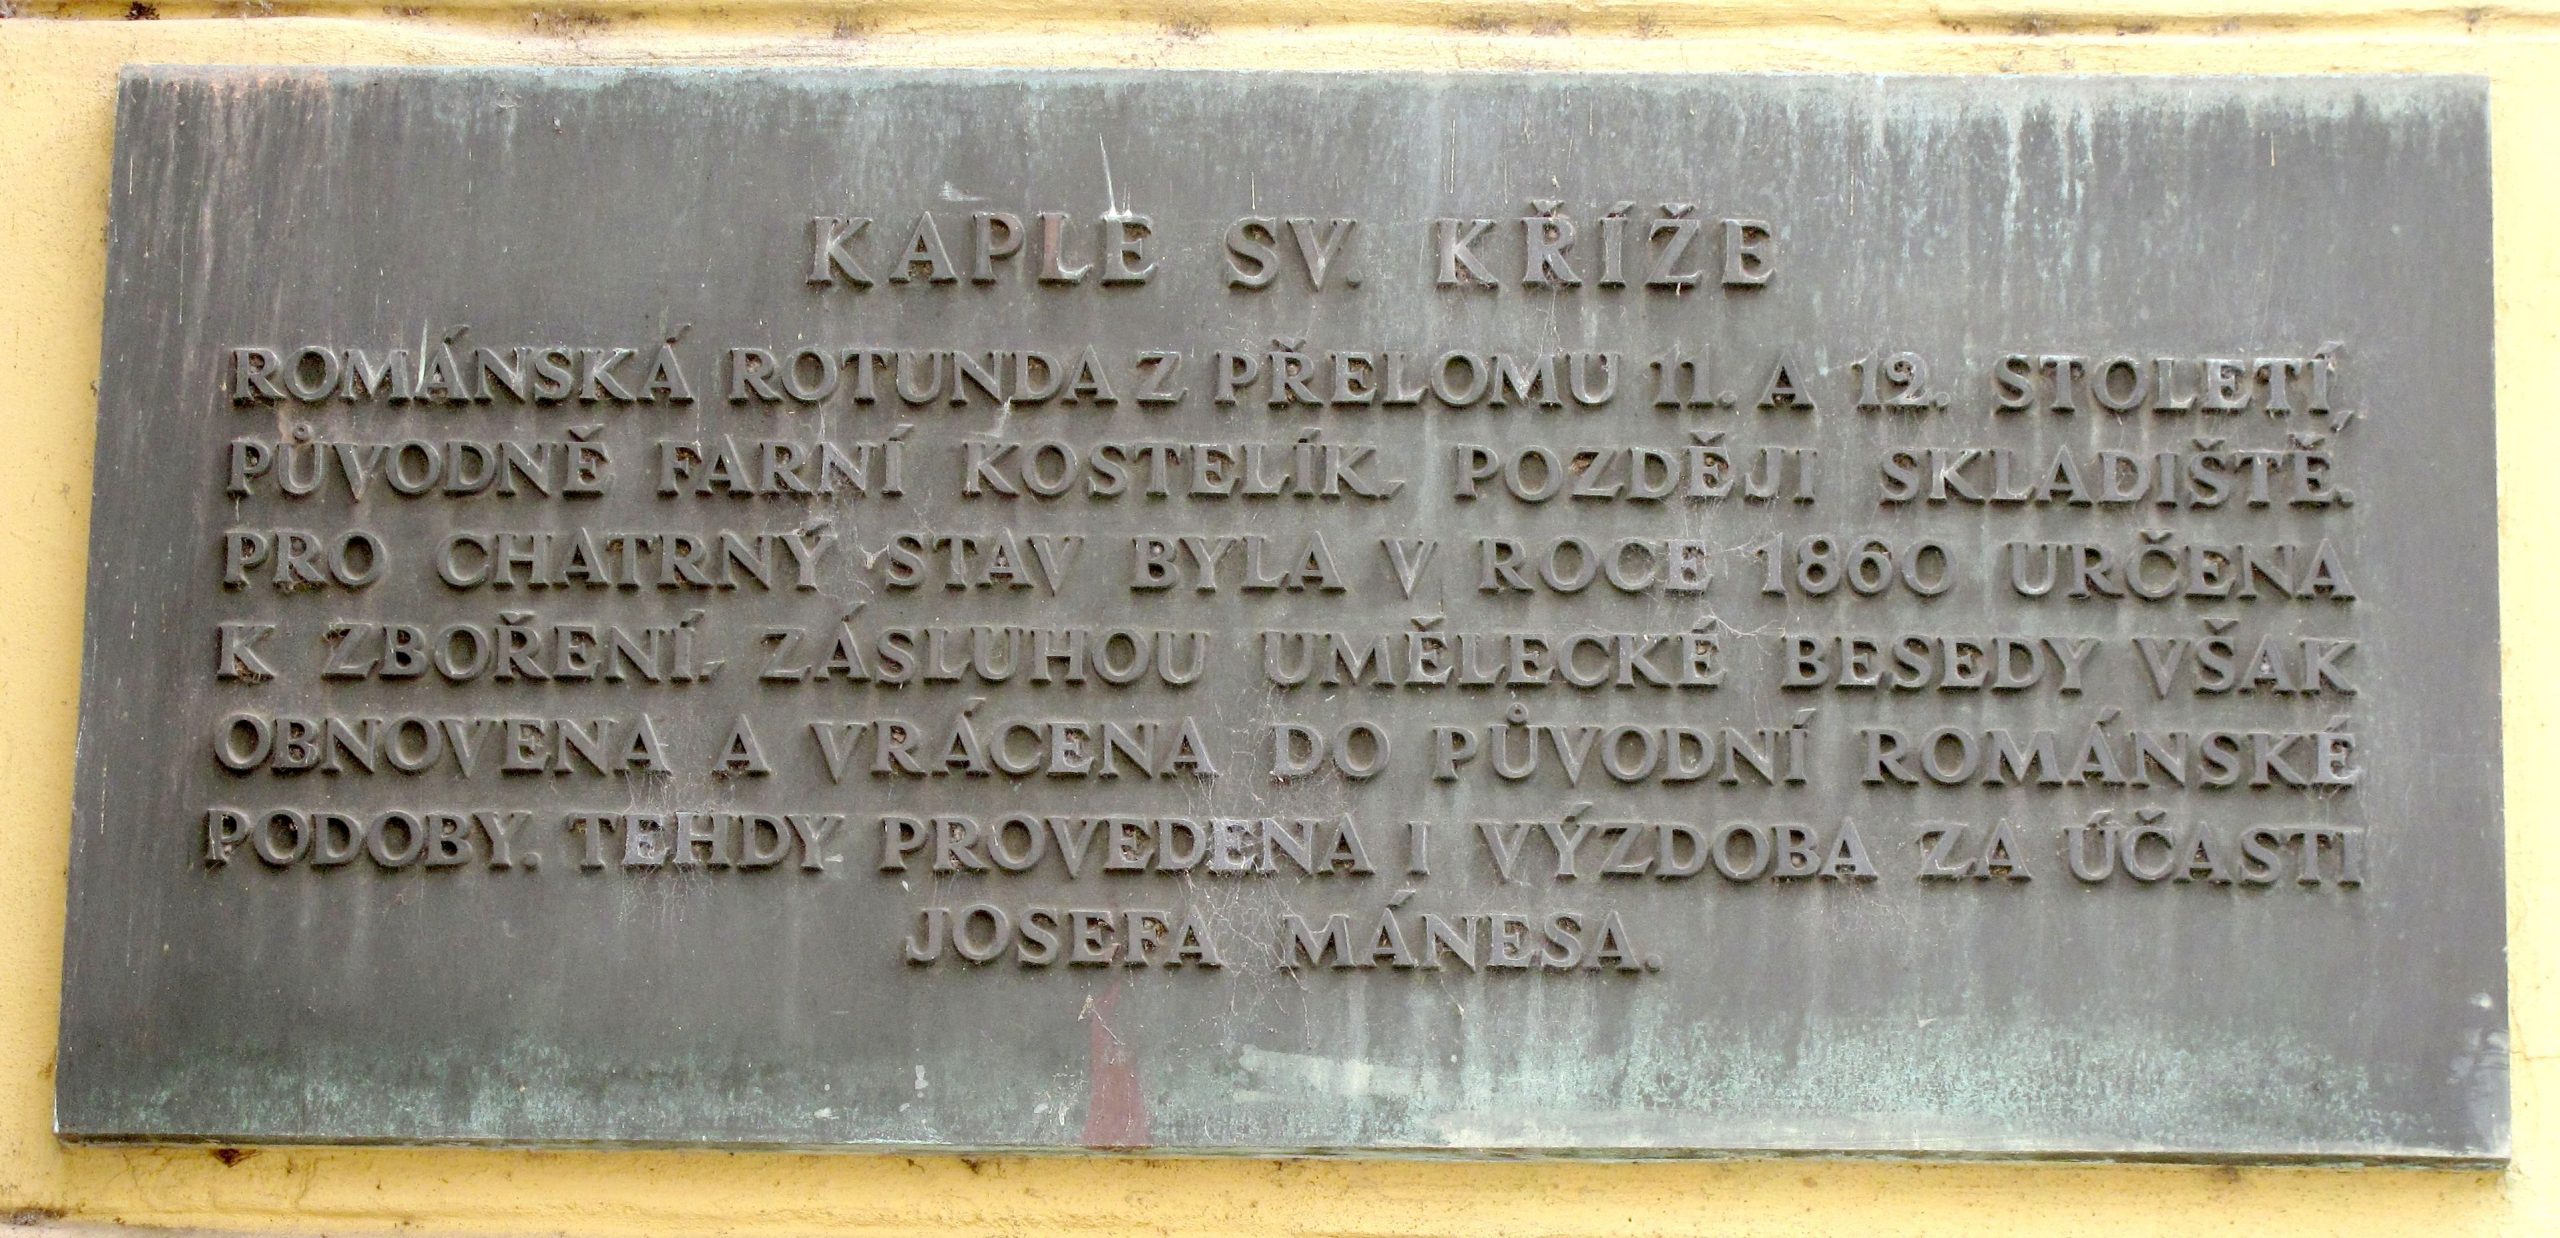 KAPLE SV. KŘÍŽE
ROMÁNSKÁ ROTUNDA Z PŘELOMU 11. A 12. STOLETÍ,
PŮVODNĚ FARNÍ KOSTELÍK. POZDĚJI SKLADIŠTĚ.
PRO CHATRNÝ STAV BYLA V ROCE 1860 URČENA
K ZBOŘENÍ. ZÁSLUHOU UMĚLECKÉ BESEDY VŠAK
OBNOVENA A VRÁCENA DO PŮVODNÍ ROMÁNSKÉ
PODOBY. TEHDY PROVEDENA I VÝZDOBA ZA ÚČASTI
JOSEFA MÁNESA.